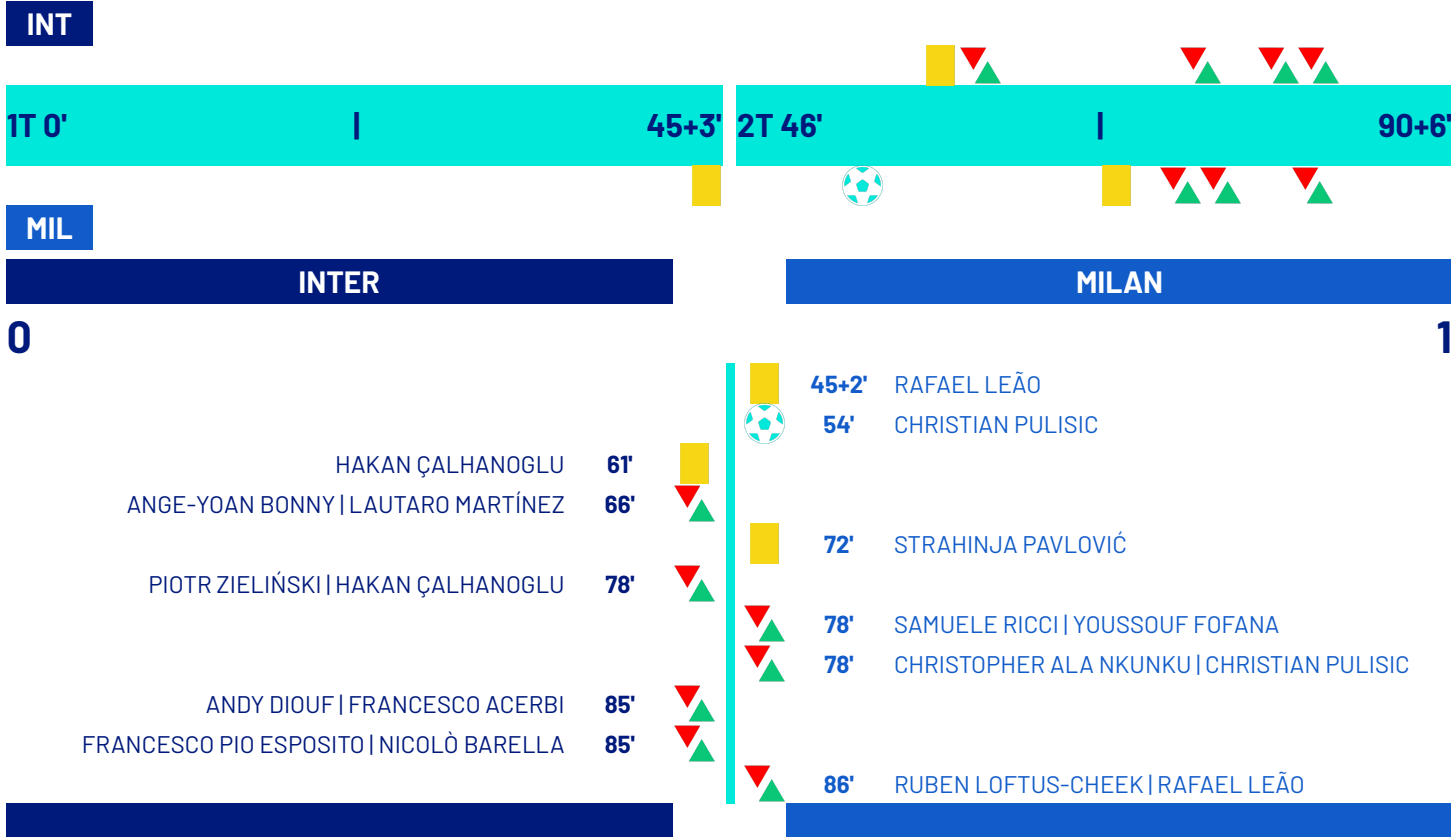 INT
1T 0' | 45+3' 2T 46' | 90+6'
MIL
INTER MILAN
0 1
45+2' RAFAEL LEÃO
54' CHRISTIAN PULISIC
HAKAN ÇALHANOGLU 61'
ANGE-YOAN BONNY | LAUTARO MARTÍNEZ 66'
72' STRAHINJA PAVLOVIĆ
PIOTR ZIELIŃSKI | HAKAN ÇALHANOGLU 78'
78' SAMUELE RICCI | YOUSSOUF FOFANA
78' CHRISTOPHER ALA NKUNKU | CHRISTIAN PULISIC
ANDY DIOUF | FRANCESCO ACERBI 85'
FRANCESCO PIO ESPOSITO | NICOLÒ BARELLA 85'
86' RUBEN LOFTUS-CHEEK | RAFAEL LEÃO